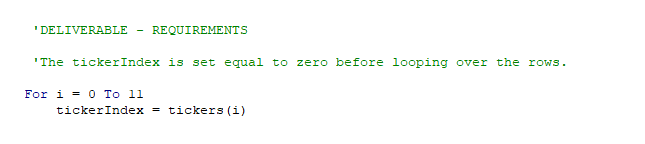 'DELIVERABLE - REQUIREMENTS
'The tickerIndex is set equal to zero before looping over the rows.
For i = 0 To 11
tickerIndex = tickers(i)